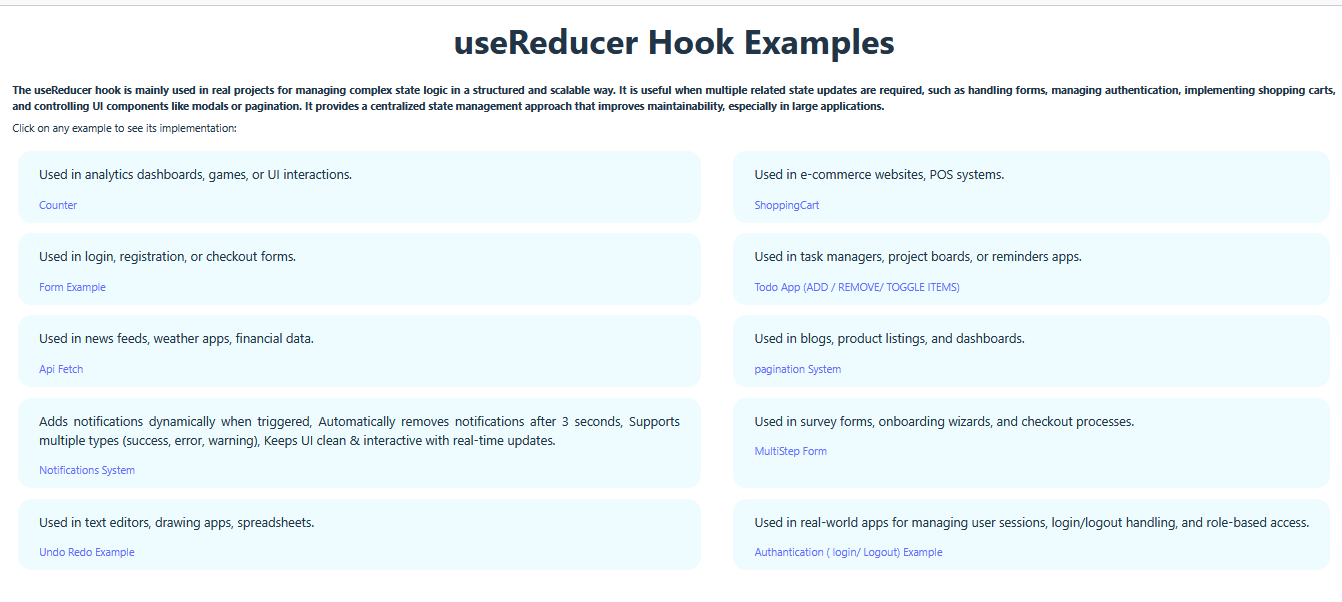 useReducer Hook Examples
The useReducer hook is mainly used in real projects for managing complex state logic in a structured and scalable way. It is useful when multiple related state updates are required, such as handling forms, managing authentication, implementing shopping carts,
and controlling UI components like modals or pagination. It provides a centralized state management approach that improves maintainability, especially in large applications.
Click on any example to see its implementation:
Used in analytics dashboards, games, or UI interactions.
Counter
Used in e-commerce websites, POS systems.
ShoppingCart
Used in login, registration, or checkout forms.
Form Example
Used in task managers, project boards, or reminders apps.
Todo App (ADD / REMOVE/ TOGGLE ITEMS)
Used in news feeds, weather apps, financial data.
Api Fetch
Used in blogs, product listings, and dashboards.
pagination System
Adds notifications dynamically when triggered, Automatically removes notifications after 3 seconds, Supports
multiple types (success, error, warning), Keeps UI clean & interactive with real-time updates.
Notifications System
Used in survey forms, onboarding wizards, and checkout processes.
MultiStep Form
Used in text editors, drawing apps, spreadsheets.
Undo Redo Example
Used in real-world apps for managing user sessions, login/logout handling, and role-based access.
Authantication ( login/ Logout) Example